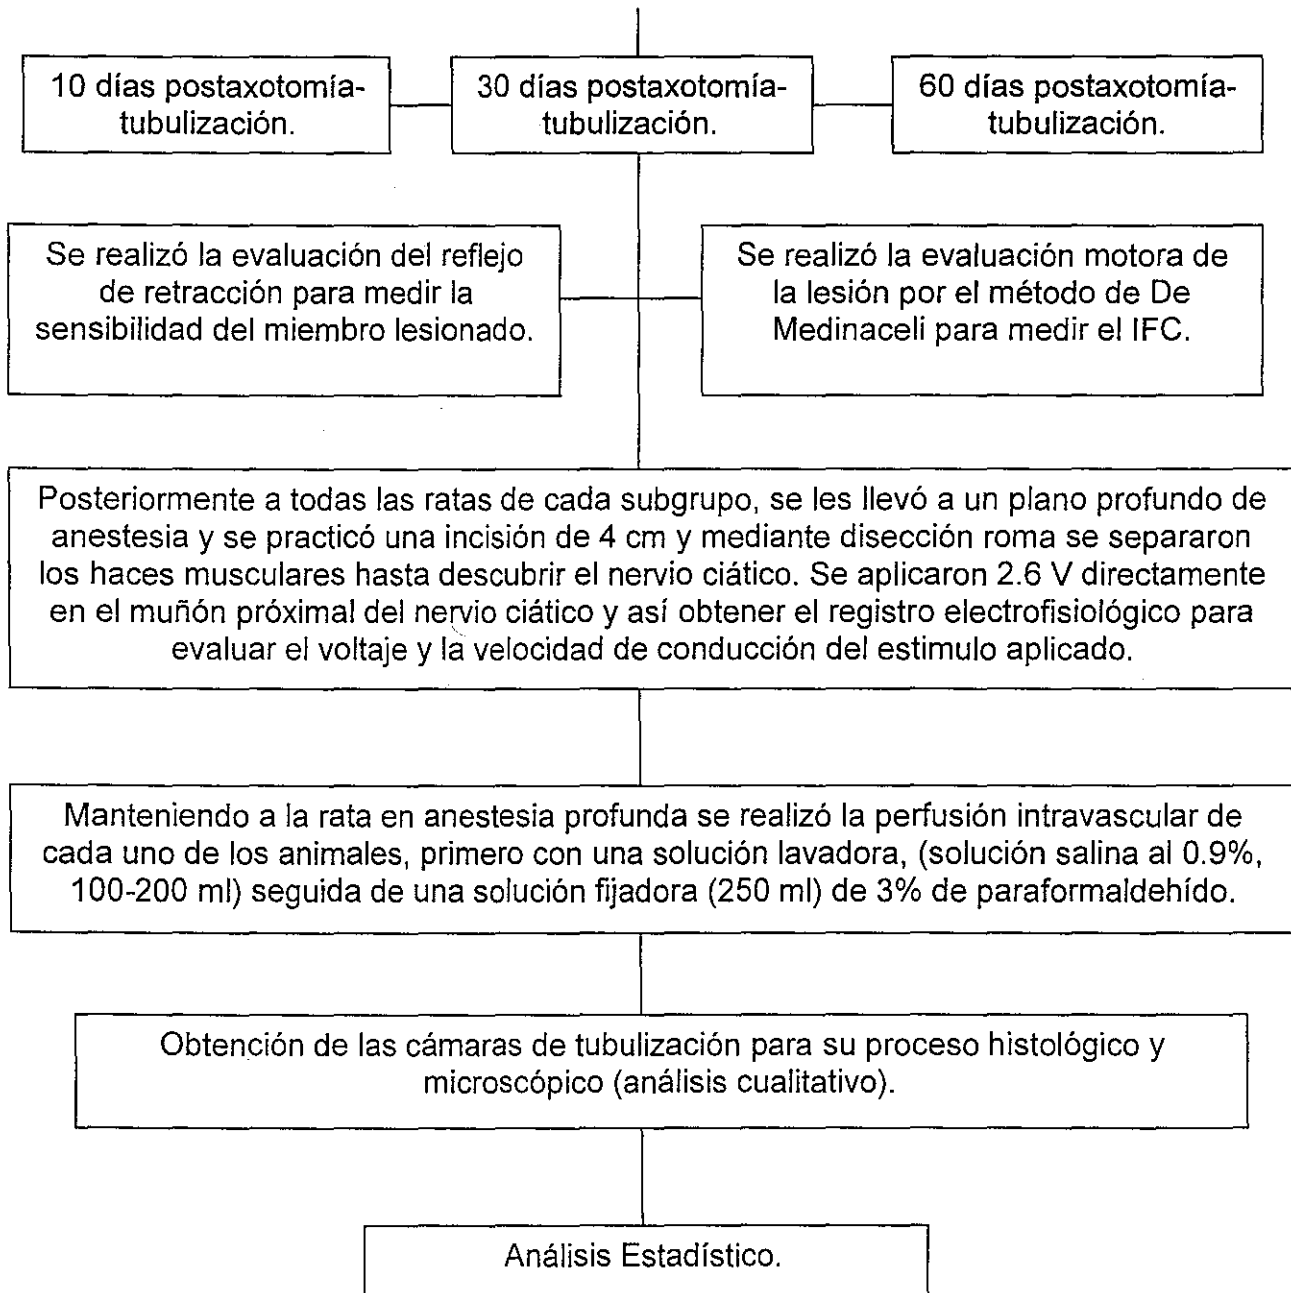 10 días postaxotomía-
tubulización.
30 días postaxotomía-
tubulización.
60 días postaxotomía-
tubulización.
Se realizó la evaluación del reflejo
de retracción para medir la
sensibilidad del miembro lesionado.
Se realizó la evaluación motora de
la lesión por el método de De
Medinaceli para medir el IFC.
Posteriormente a todas las ratas de cada subgrupo, se les llevó a un plano profundo de
anestesia y se practicó una incisión de 4 cm y mediante disección roma se separaron
los haces musculares hasta descubrir el nervio ciático. Se aplicaron 2.6 V directamente
en el muñón próximal del nervio ciático y así obtener el registro electrofisiológico para
evaluar el voltaje y la velocidad de conducción del estimulo aplicado.
Manteniendo a la rata en anestesia profunda se realizó la perfusión intravascular de
cada uno de los animales, primero con una solución lavadora, (solución salina al 0.9%,
100-200 ml) seguida de una solución fijadora (250 ml) de 3% de paraformaldehído.
Obtención de las cámaras de tubulización para su proceso histológico y
microscópico (análisis cualitativo).
Análisis Estadístico.